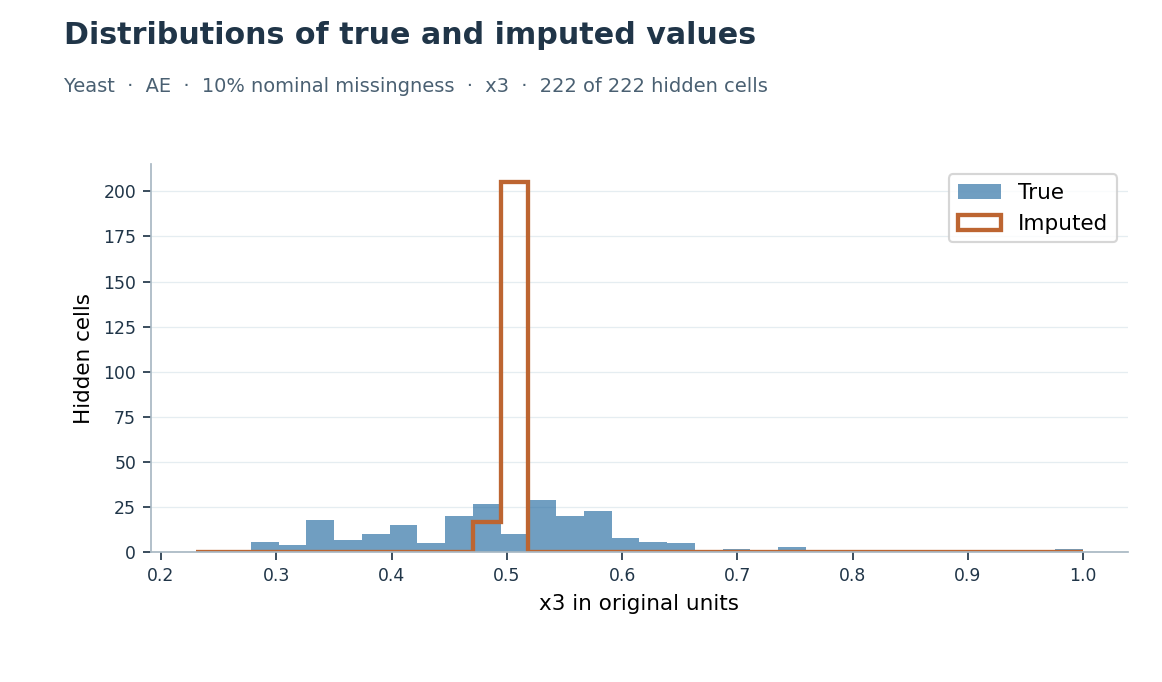 Distributions of true and imputed values
Yeast · AE · 10% nominal missingness · x3 · 222 of 222 hidden cells
True
Imputed
Hidden cells
200
175
150
125
100
75
50
25
0
0.2 0.3 0.4 0.5 0.6 0.7 0.8 0.9 1.0
x3 in original units